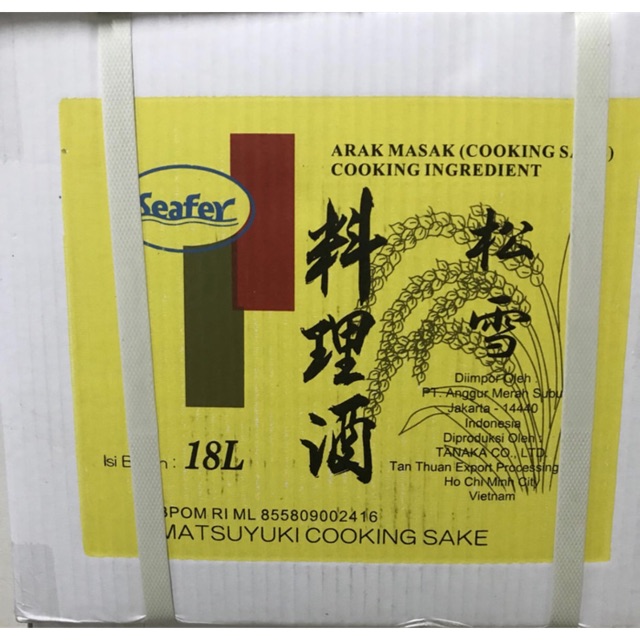 ARAK MASAK (COOKING
COOKING INGREDIENT
Seafer
料理酒
松雪
Diimpor Oleh
PT. Anggur Merah Subu
Jakarta - 14440
Indonesia
Diproduksi Oleh :
TANAKA CO., LTD.
Tan Thuan Export Processing
Ho Chi Minh City
Vietnam
Isi : 18L
BPOM RI ML 855809002416
MATSUYUKI COOKING SAKE